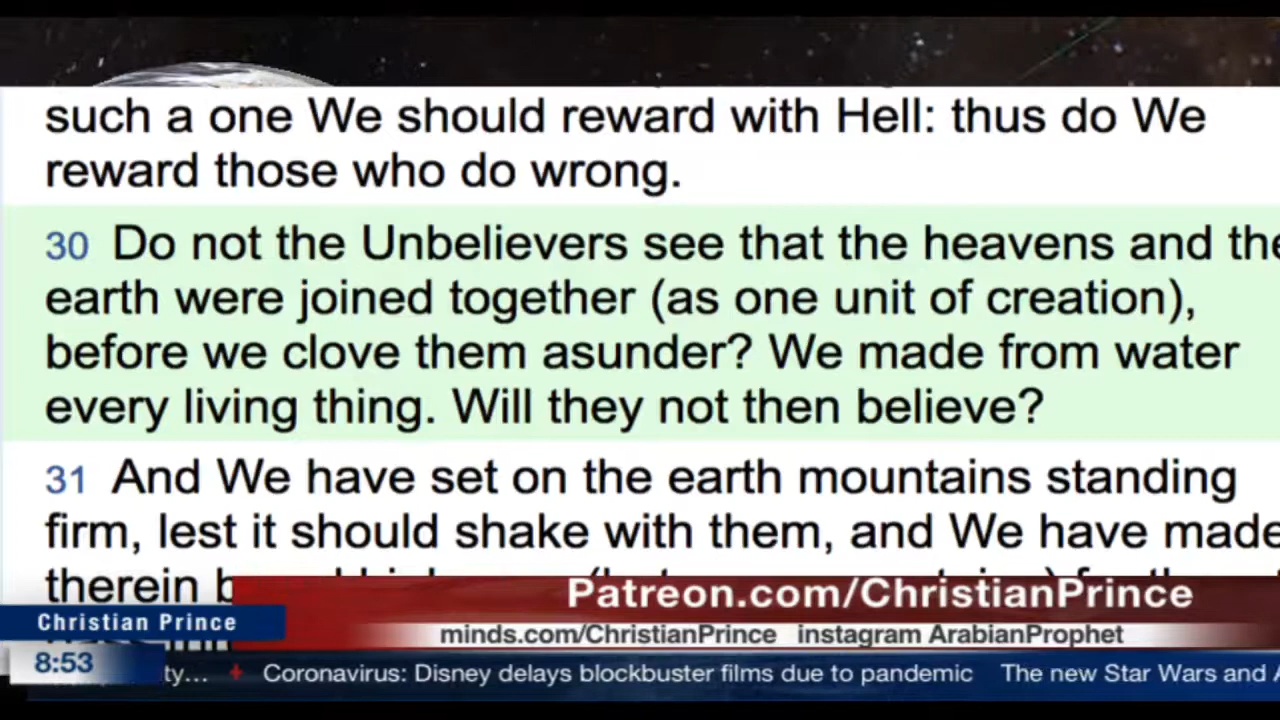 such a one We should reward with Hell: thus do We
reward those who do wrong.
30 Do not the Unbelievers see that the heavens and the
earth were joined together (as one unit of creation),
before we clove them asunder? We made from water
every living thing. Will they not then believe?
31 And We have set on the earth mountains standing
firm, lest it should shake with them, and We have made
therein
Patreon.com/ChristianPrince
Christian Prince
minds.com/ChristianPrince instagram ArabianProphet
8:53
ty... + Coronavirus: Disney delays blockbuster films due to pandemic The new Star Wars and A